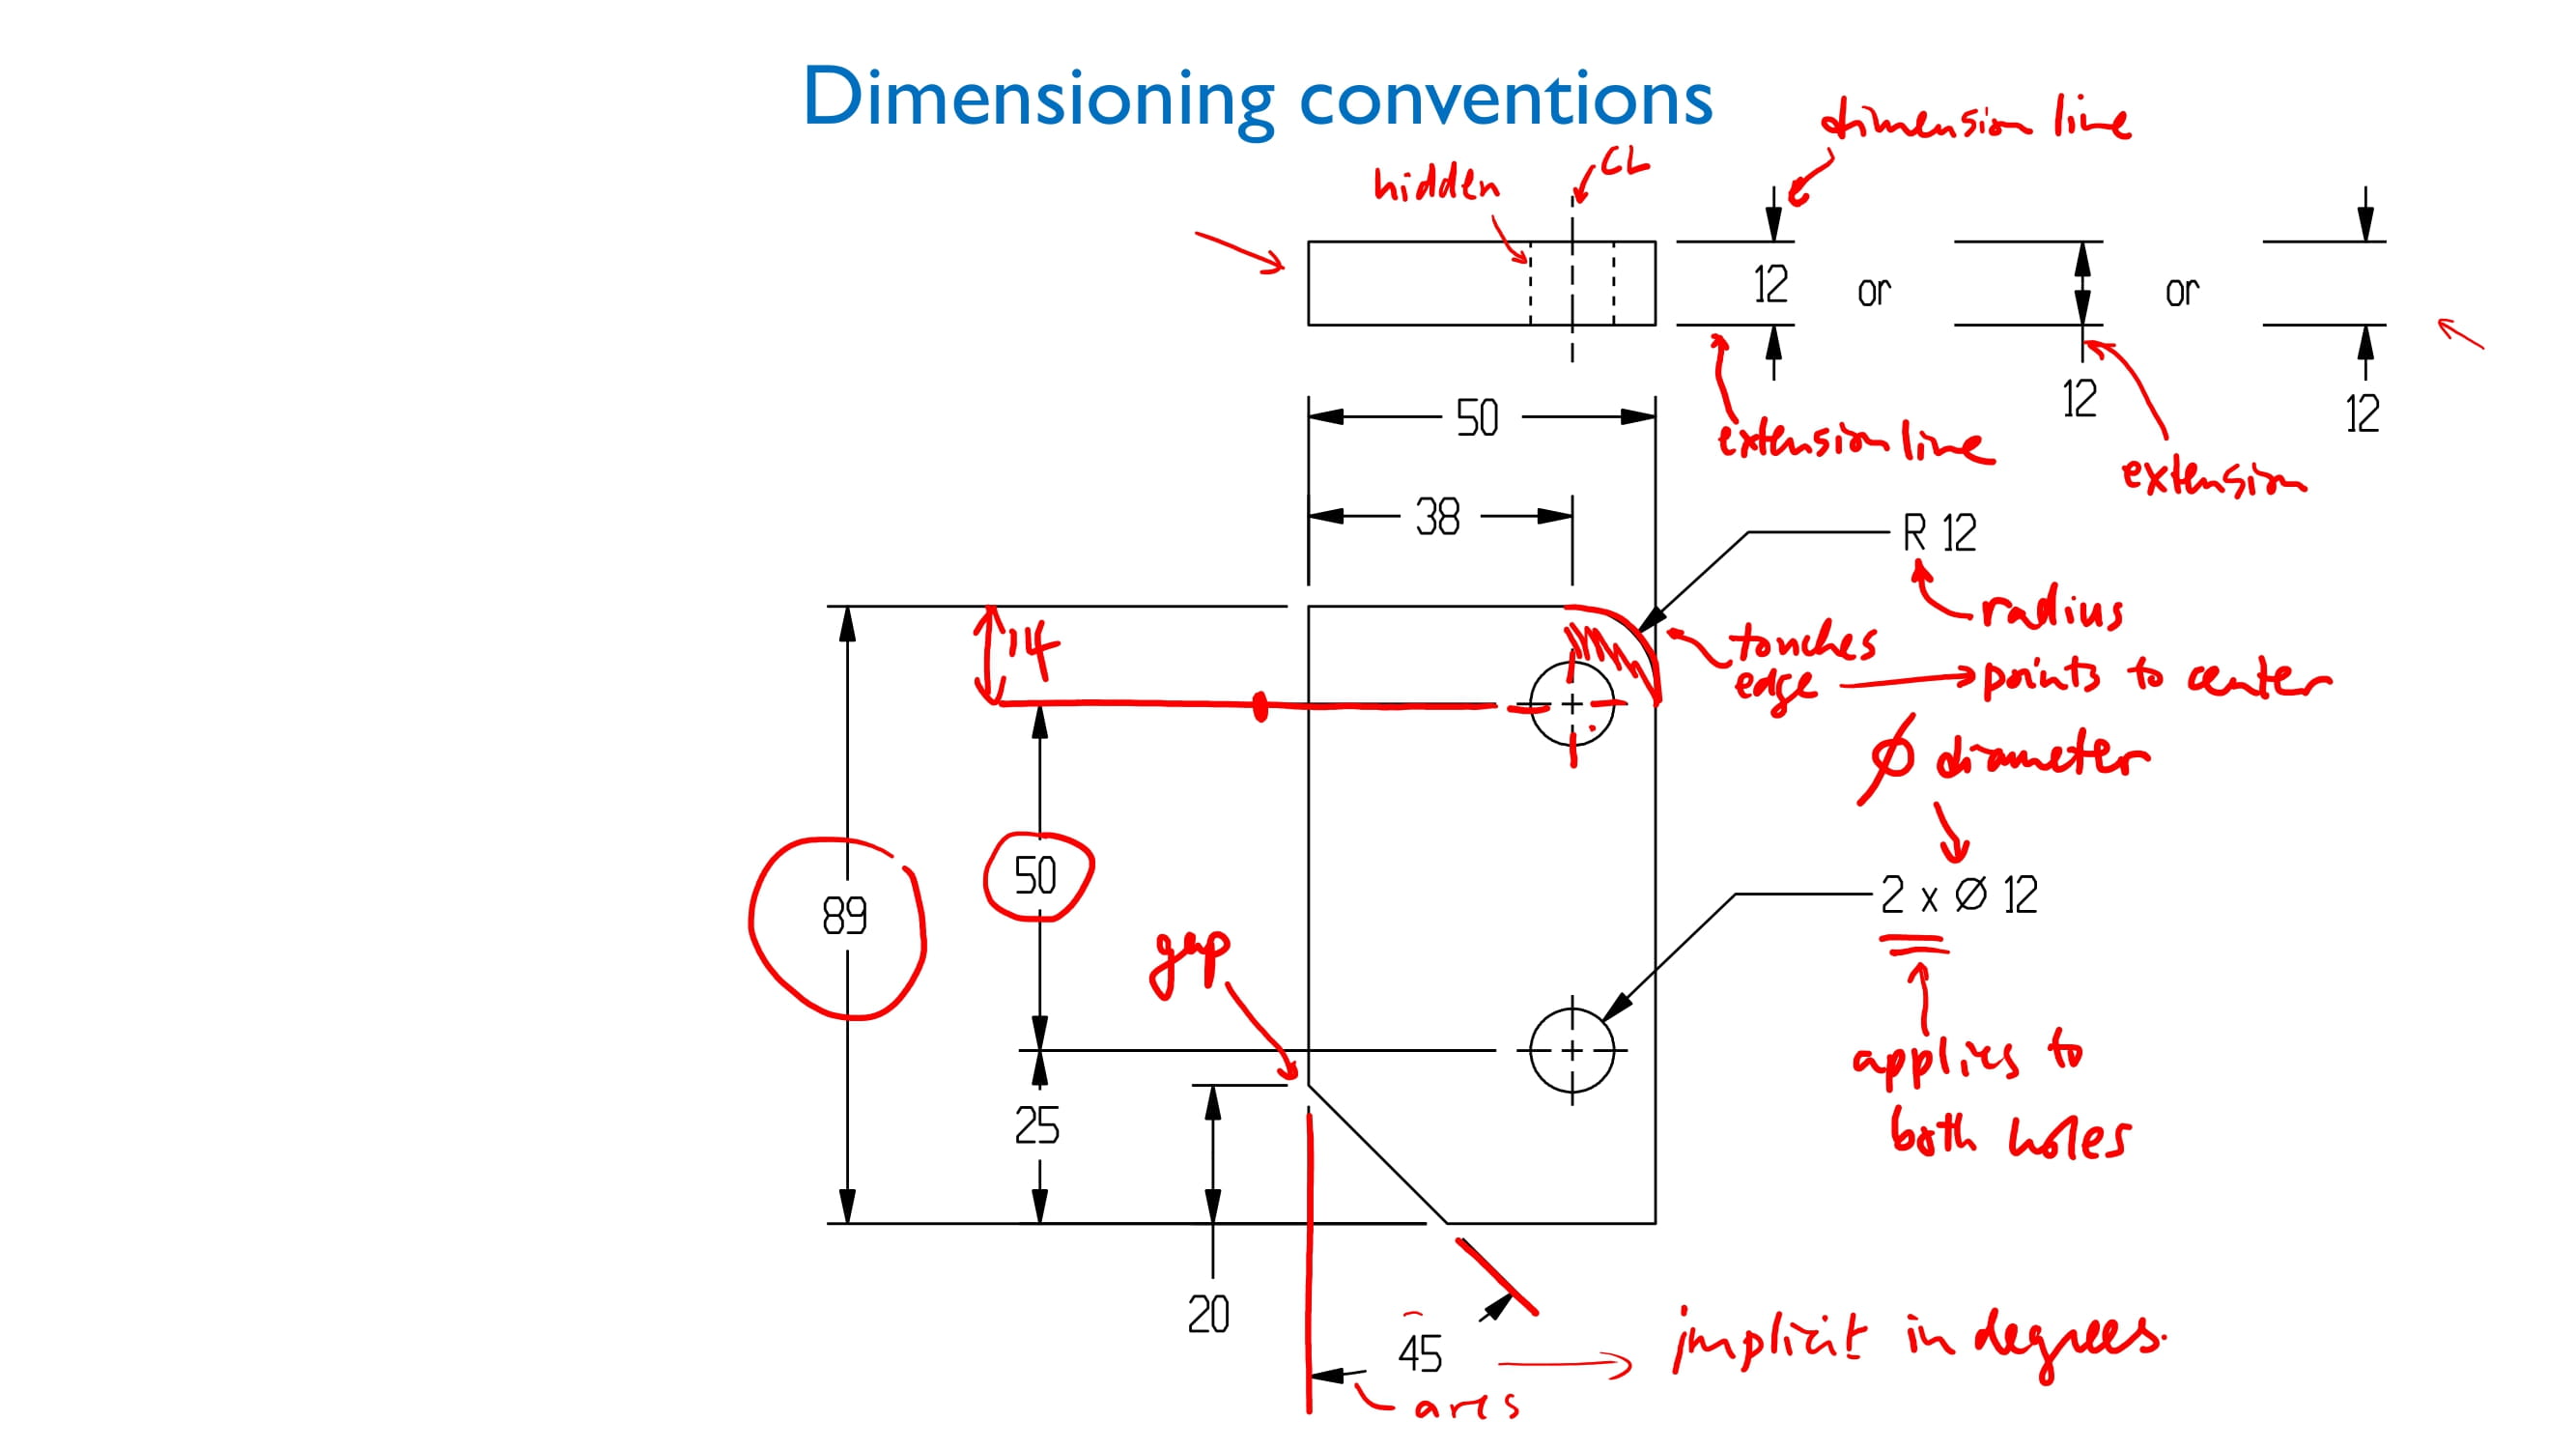 Dimensioning conventions
dimension line
hidden
CL
12
or
12
or
12
50
extension line
extension
38
R 12
radius
14
touches
edge
points to center
Ø diameter
50
89
2 x Ø 12
gap
applies to
both holes
25
20
45
implicit in degrees.
arcs